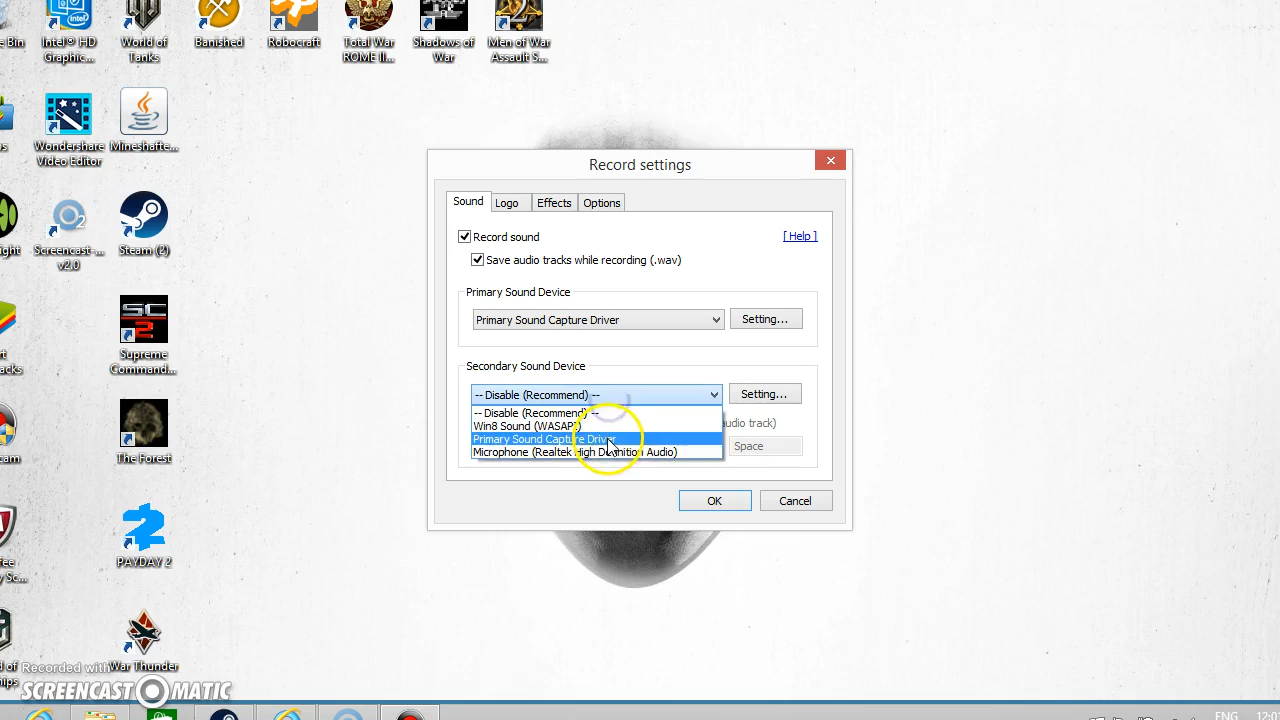 e Bin
Intel® HD
Graphic...
World of
Tanks
Banished
Robocraft
Total War
ROME II...
Shadows of
War
Men of War
Assault S...
Wondershare
Video Editor
Mineshafte...
Screencast-...
v2.0
Steam (2)
SC
2
Supreme
Command...
The Forest
PAYDAY 2
War Thunder
Record settings
Sound
Logo
Effects
Options
Record sound
[ Help ]
Save audio tracks while recording (.wav)
Primary Sound Device
Primary Sound Capture Driver
Setting...
Secondary Sound Device
-- Disable (Recommend) --
Setting...
-- Disable (Recommend) --
Win8 Sound (WASAPI)
Primary Sound Capture Driver
Microphone (Realtek High Definition Audio)
audio track)
Space
OK
Cancel
Recorded with
SCREENCAST MATIC
ENG